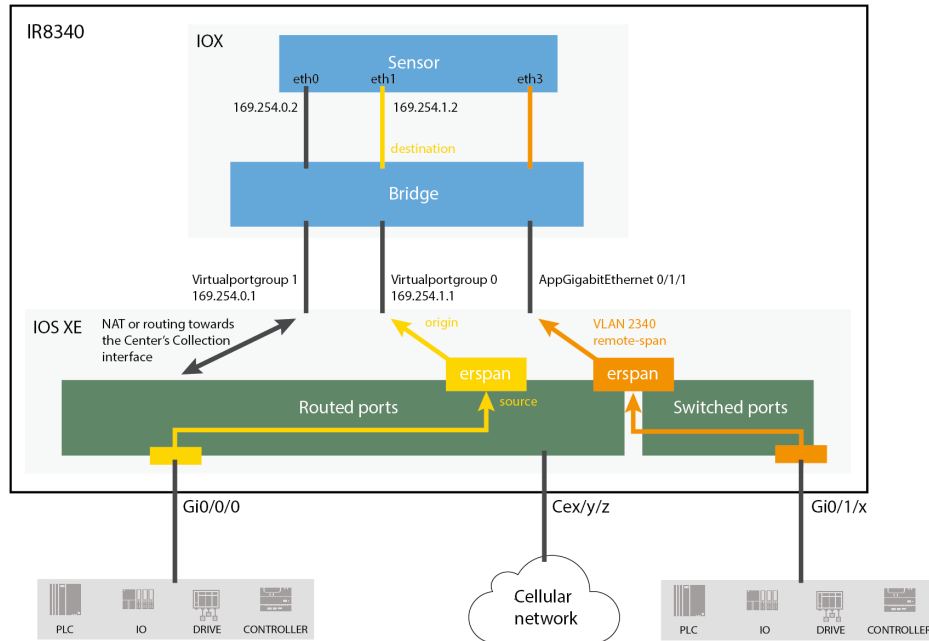 IR8340
IOX
Sensor
eth0
eth1
eth3
169.254.0.2
169.254.1.2
destination
Bridge
Virtualportgroup 1
169.254.0.1
Virtualportgroup 0
169.254.1.1
AppGigabitEthernet 0/1/1
IOS XE
NAT or routing towards
the Center's Collection
interface
origin
VLAN 2340
remote-span
erspan
erspan
Routed ports
source
Switched ports
Gi0/0/0
Cex/y/z
Gi0/1/x
Cellular
network
PLC
IO
DRIVE
CONTROLLER
PLC
IO
DRIVE
CONTROLLER